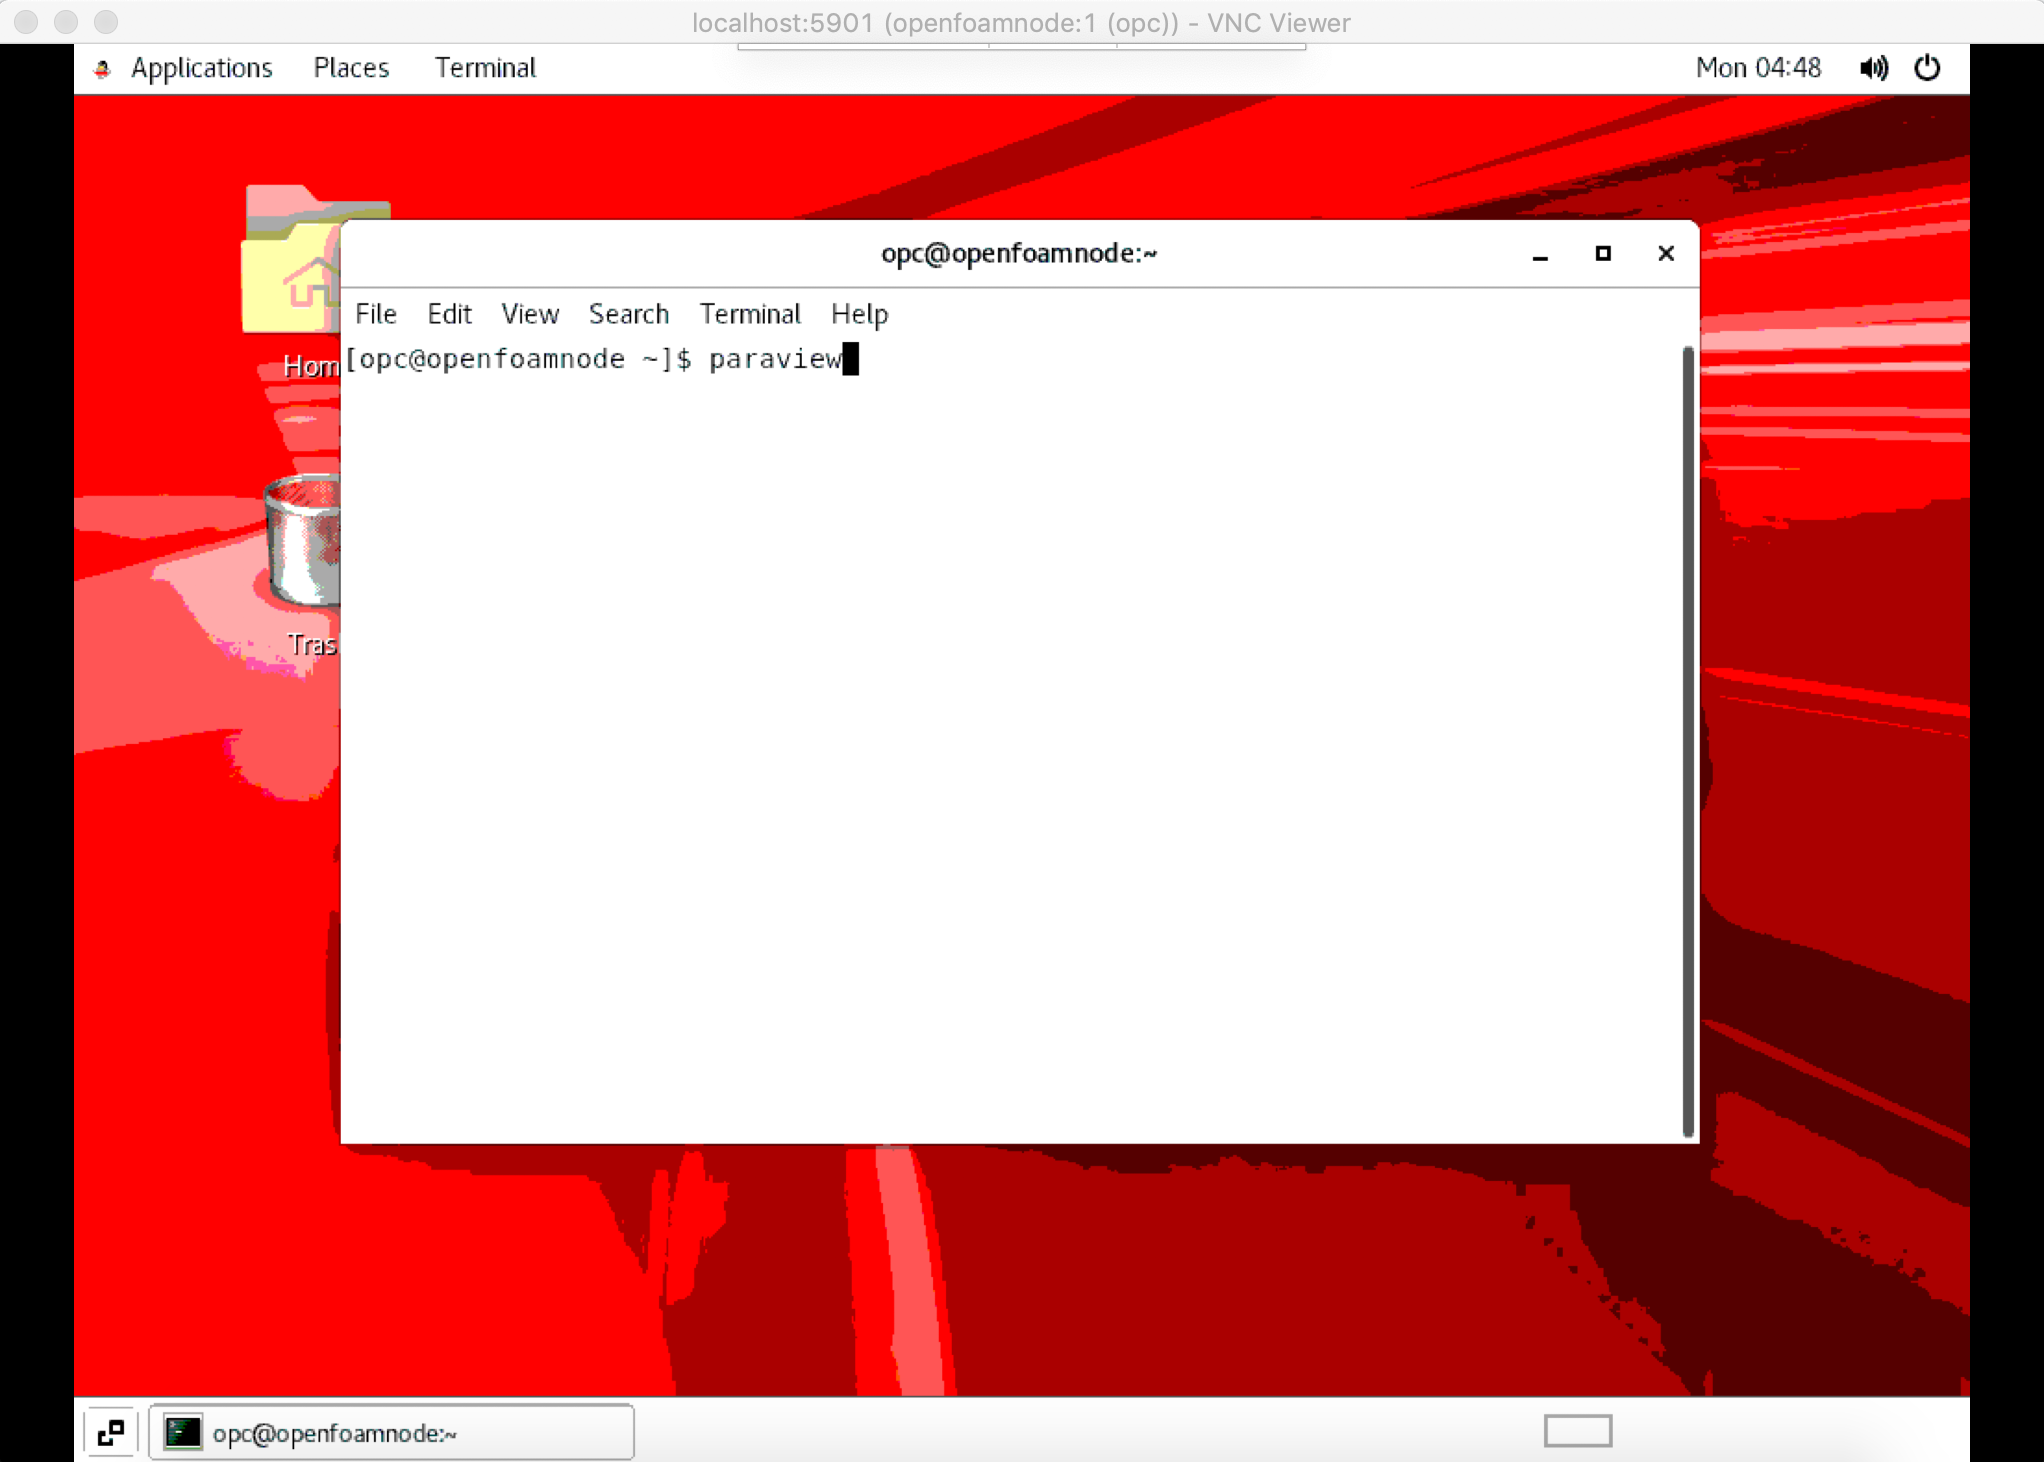 localhost:5901 (openfoamnode:1 (opc)) - VNC Viewer
Applications Places Terminal Mon 04:48
opc@openfoamnode:~
File Edit View Search Terminal Help
[opc@openfoamnode ~]$ paraview
Hom
Tras
opc@openfoamnode:~